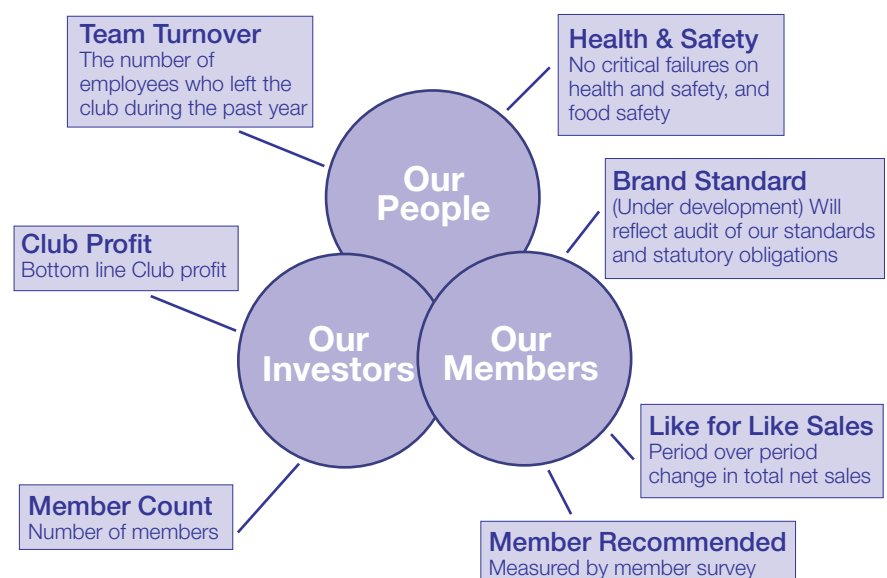 Team Turnover
The number of
employees who left the
club during the past year
Health & Safety
No critical failures on
health and safety, and
food safety
Our
People
Brand Standard
(Under development) Will
reflect audit of our standards
and statutory obligations
Club Profit
Bottom line Club profit
Our
Investors
Our
Members
Like for Like Sales
Period over period
change in total net sales
Member Count
Number of members
Member Recommended
Measured by member survey